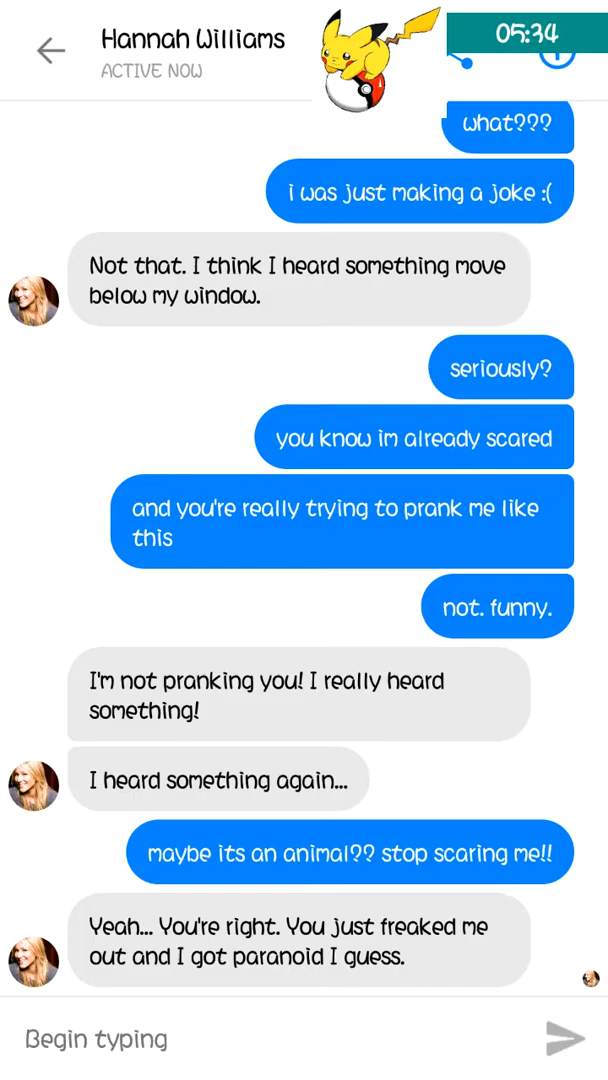 Hannah Williams
ACTIVE NOW
05:34
what???
i was just making a joke :(
Not that. I think I heard something move
below my window.
seriously?
you know im already scared
and you're really trying to prank me like
this
not. funny.
I'm not pranking you! I really heard
something!
I heard something again...
maybe its an animal?? stop scaring me!!
Yeah... You're right. You just freaked me
out and I got paranoid I guess.
Begin typing